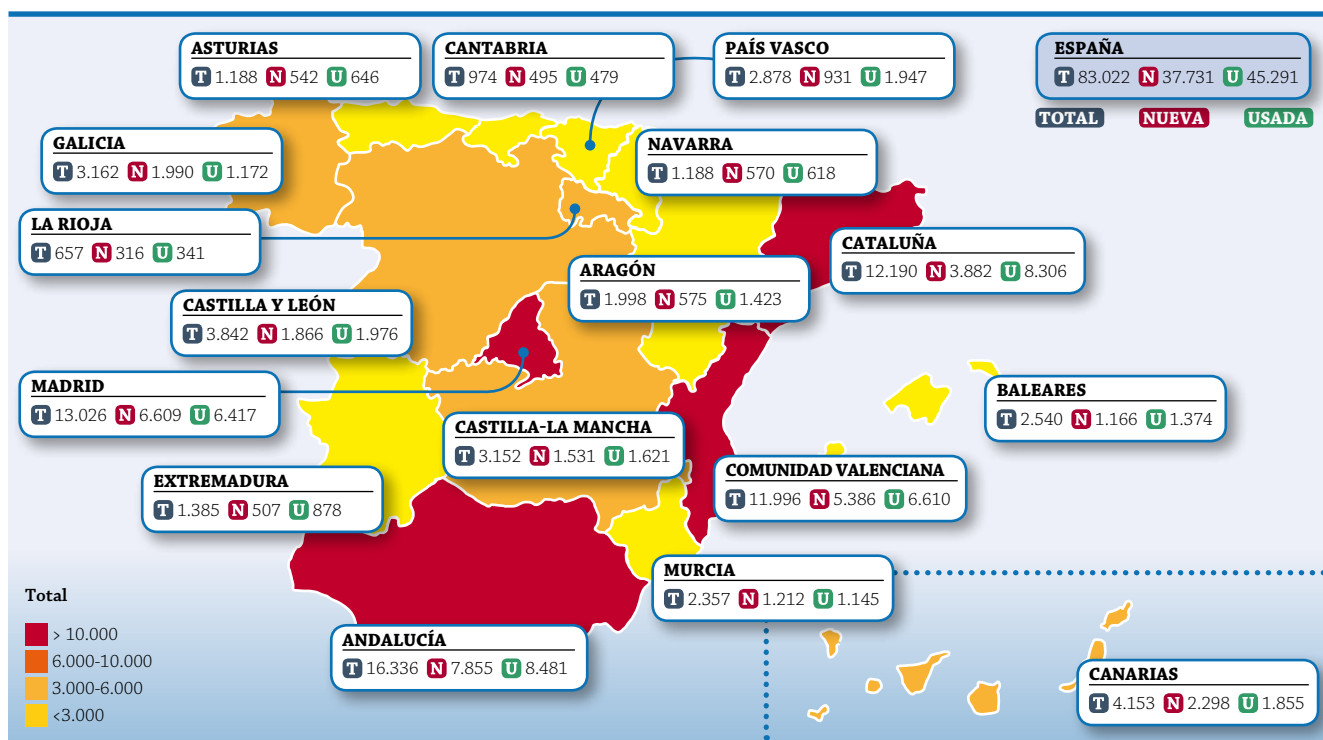 ASTURIAS
T 1.188 N 542 U 646
CANTABRIA
T 974 N 495 U 479
PAÍS VASCO
T 2.878 N 931 U 1.947
ESPAÑA
T 83.022 N 37.731 U 45.291
TOTAL NUEVA USADA
GALICIA
T 3.162 N 1.990 U 1.172
NAVARRA
T 1.188 N 570 U 618
LA RIOJA
T 657 N 316 U 341
CATALUÑA
T 12.190 N 3.882 U 8.306
ARAGÓN
T 1.998 N 575 U 1.423
CASTILLA Y LEÓN
T 3.842 N 1.866 U 1.976
MADRID
T 13.026 N 6.609 U 6.417
BALEARES
T 2.540 N 1.166 U 1.374
CASTILLA-LA MANCHA
T 3.152 N 1.531 U 1.621
COMUNIDAD VALENCIANA
T 11.996 N 5.386 U 6.610
EXTREMADURA
T 1.385 N 507 U 878
MURCIA
T 2.357 N 1.212 U 1.145
ANDALUCÍA
T 16.336 N 7.855 U 8.481
CANARIAS
T 4.153 N 2.298 U 1.855
Total
> 10.000
6.000-10.000
3.000-6.000
<3.000